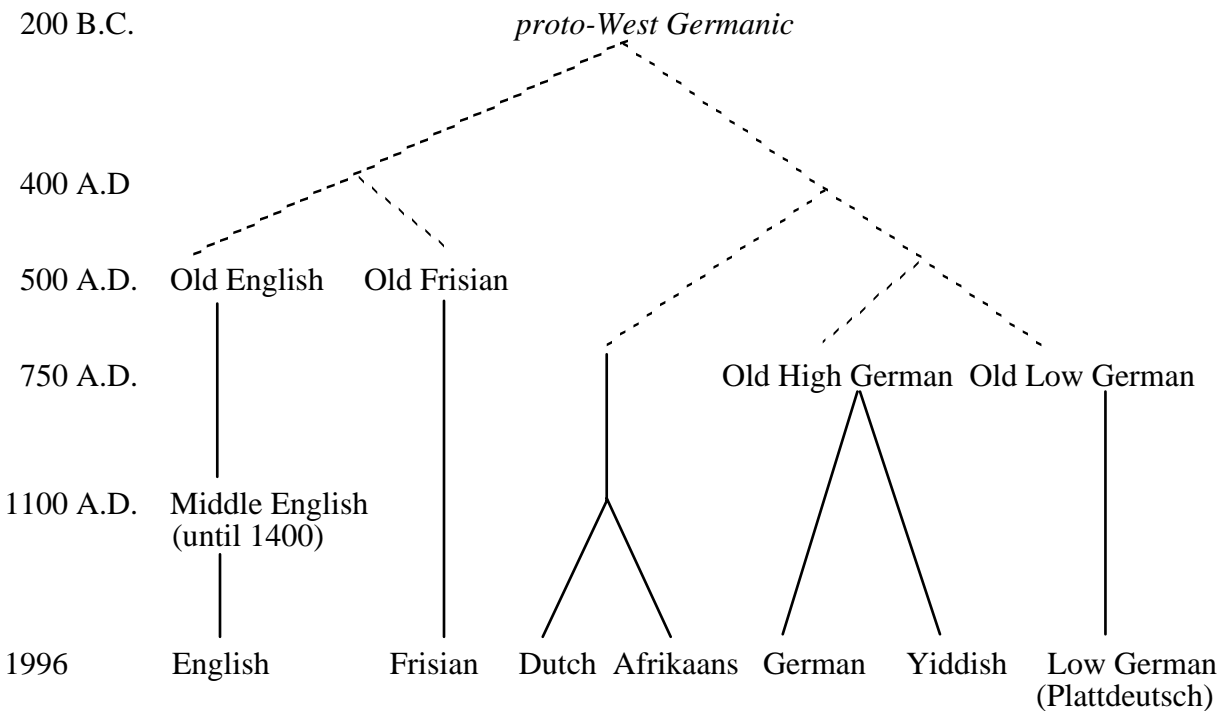 200 B.C. proto-West Germanic
400 A.D
500 A.D. Old English Old Frisian
750 A.D. Old High German Old Low German
1100 A.D. Middle English
(until 1400)
1996 English Frisian Dutch Afrikaans German Yiddish Low German
(Plattdeutsch)